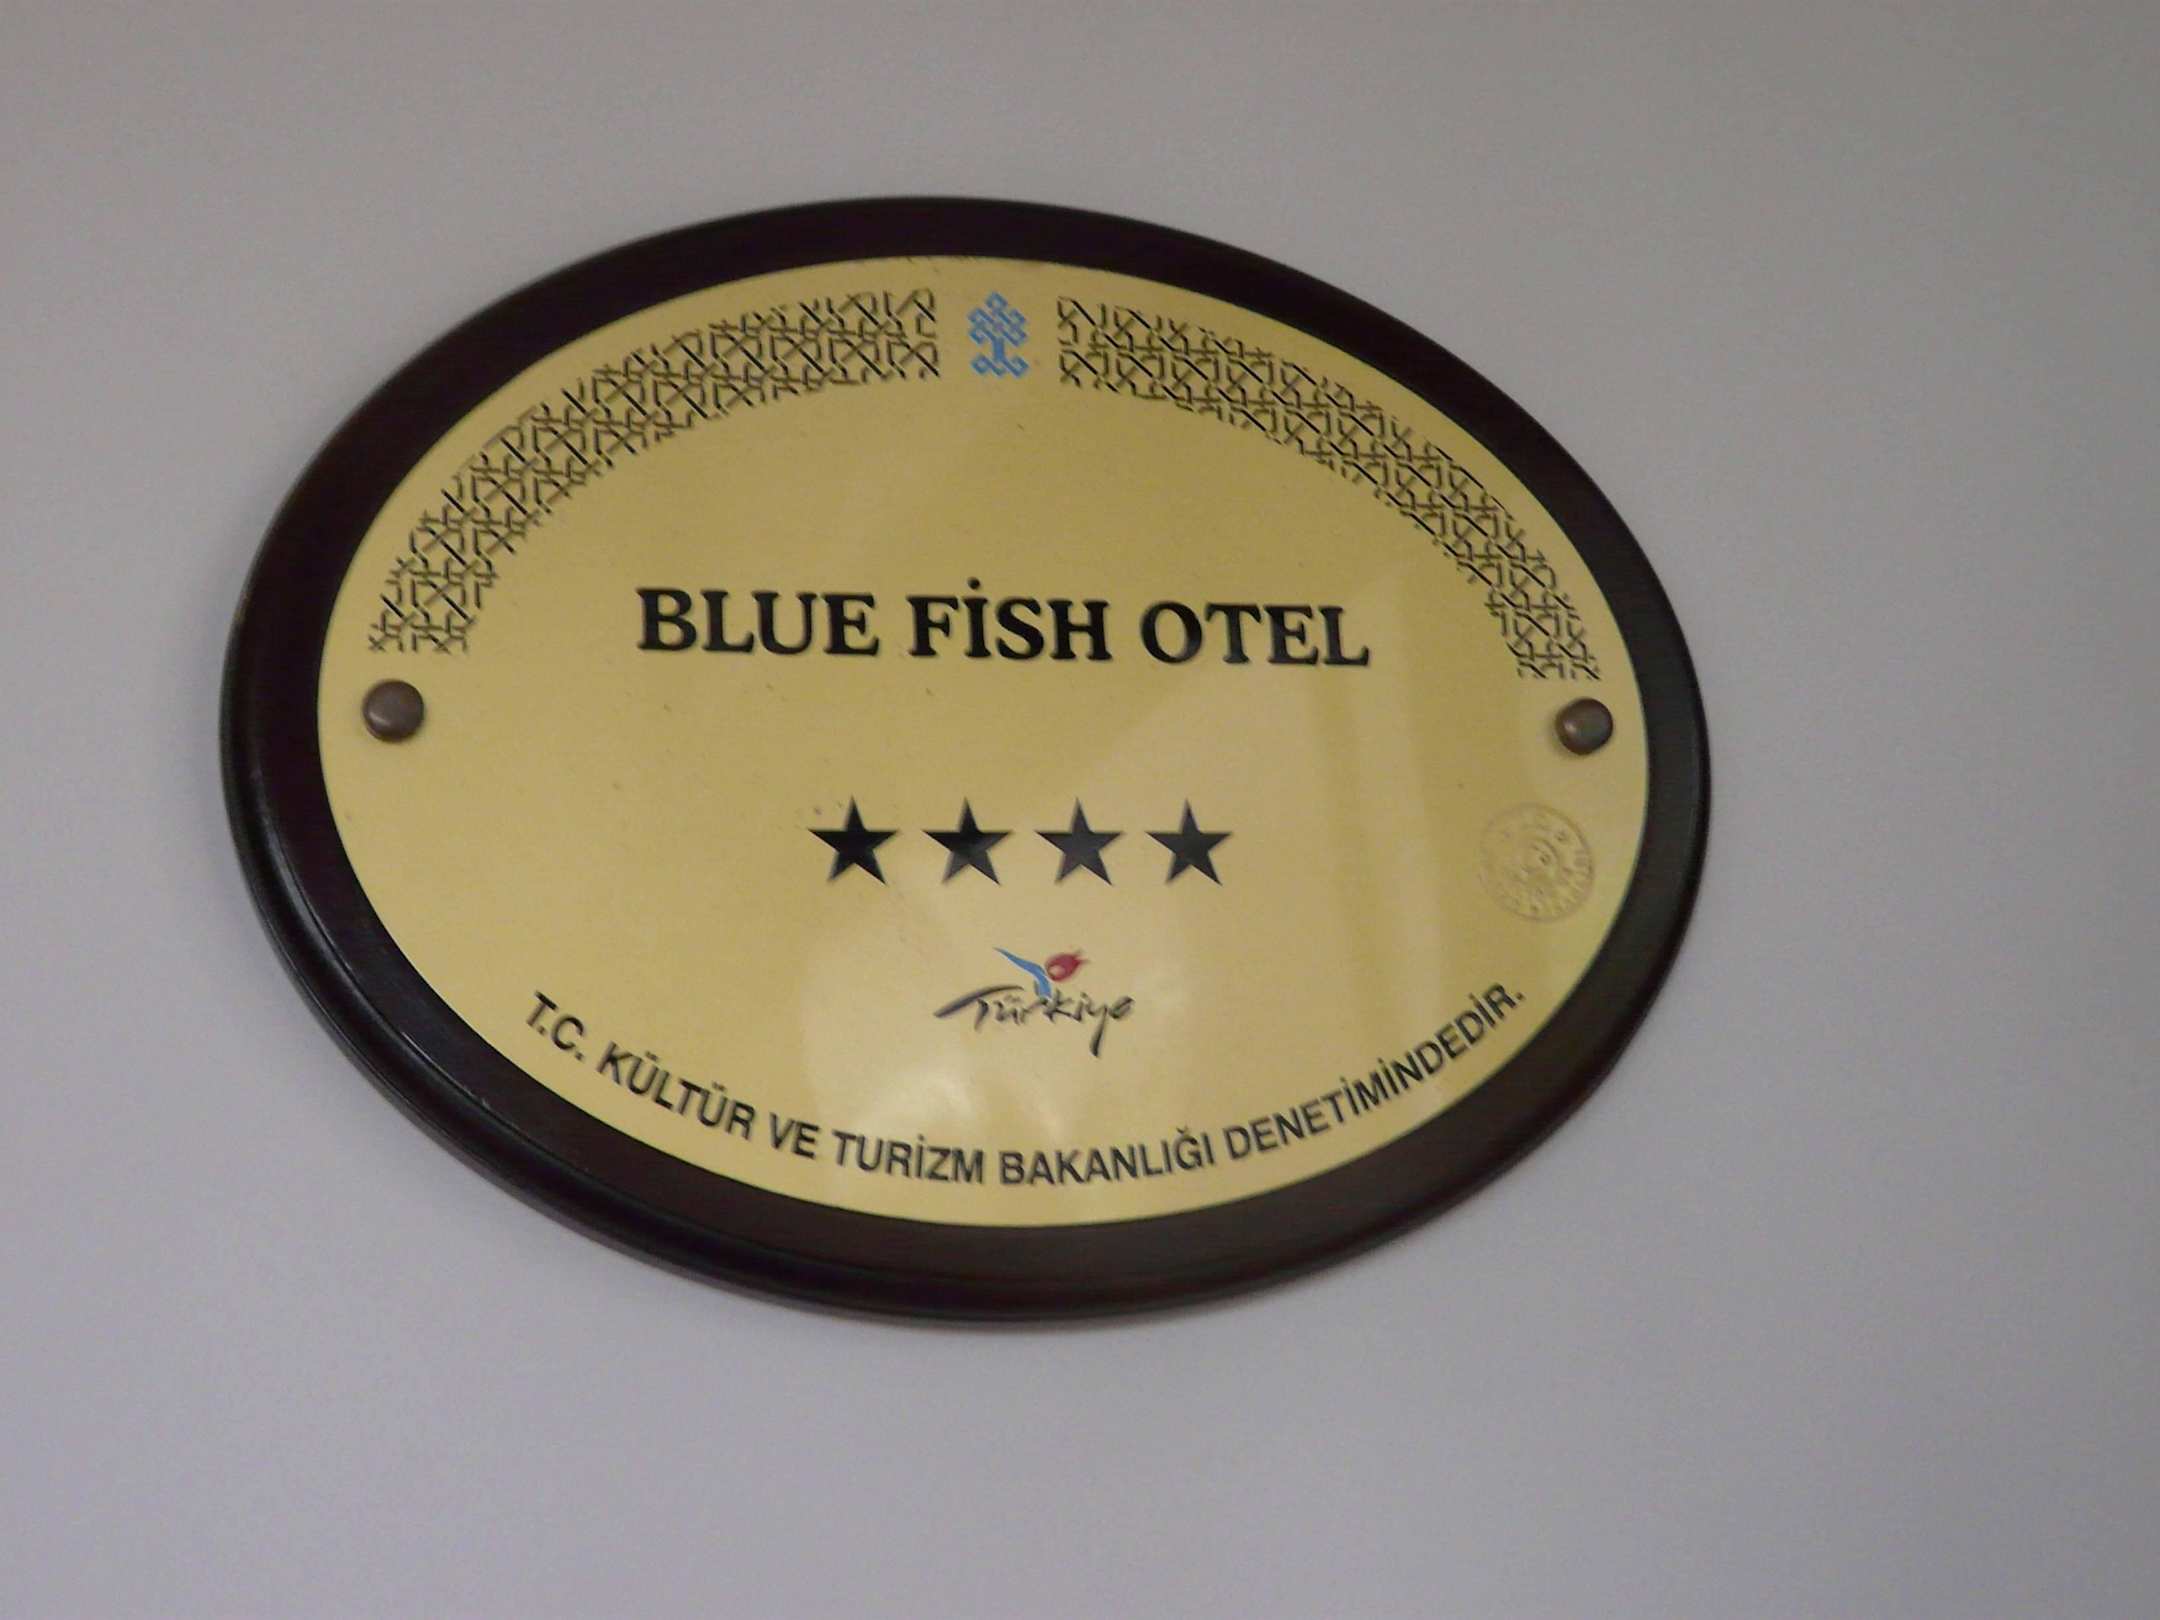 BLUE FİSH OTEL
Türkiye
T.C. KÜLTÜR VE TURİZM BAKANLIĞI DENETİMİNDEDİR.